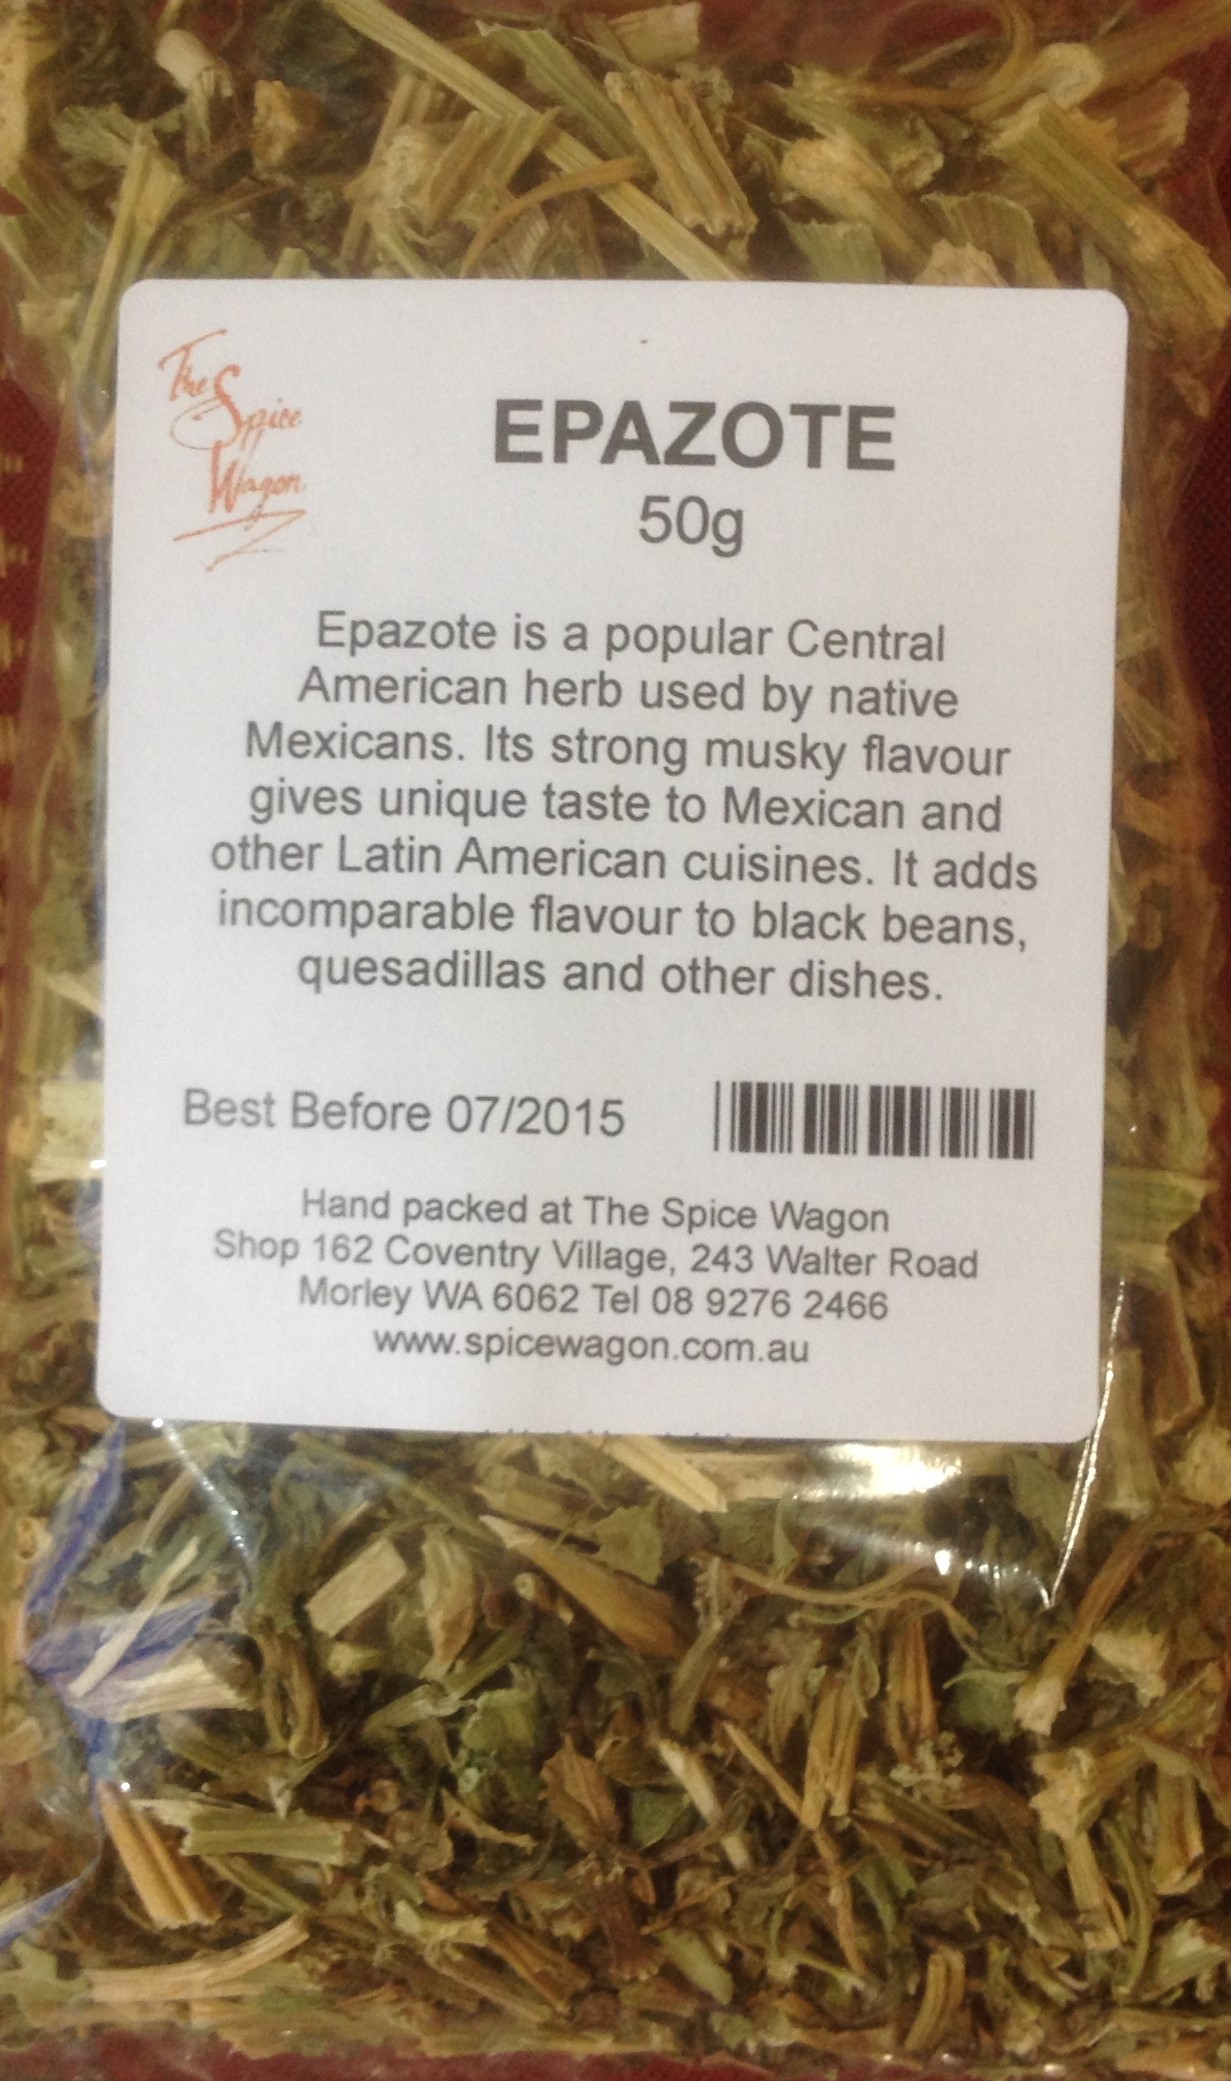 The
Spice
Wagon
EPAZOTE
50g
Epazote is a popular Central
American herb used by native
Mexicans. Its strong musky flavour
gives unique taste to Mexican and
other Latin American cuisines. It adds
incomparable flavour to black beans,
quesadillas and other dishes.
Best Before 07/2015
Hand packed at The Spice Wagon
Shop 162 Coventry Village, 243 Walter Road
Morley WA 6062 Tel 08 9276 2466
www.spicewagon.com.au